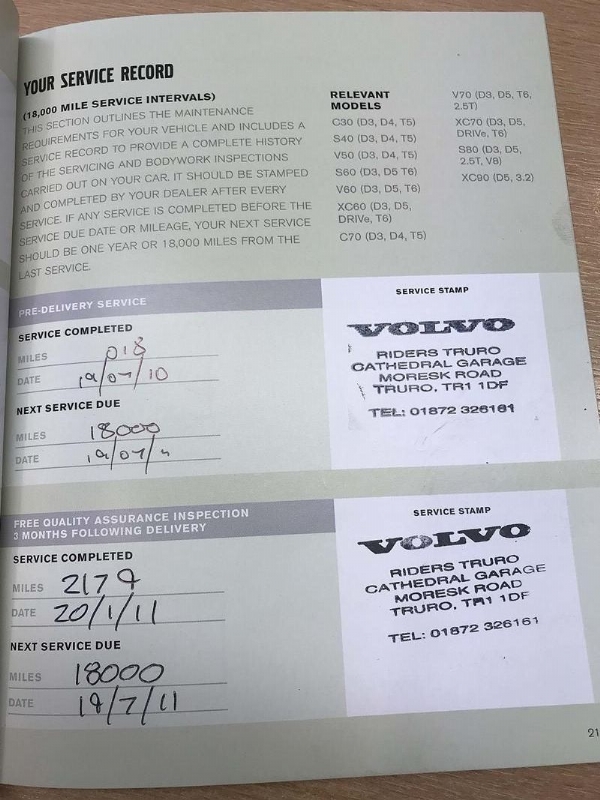 YOUR SERVICE RECORD
(18,000 MILE SERVICE INTERVALS)
THIS SECTION OUTLINES THE MAINTENANCE
REQUIREMENTS FOR YOUR VEHICLE AND INCLUDES A
SERVICE RECORD TO PROVIDE A COMPLETE HISTORY
OF THE SERVICING AND BODYWORK INSPECTIONS
CARRIED OUT ON YOUR CAR. IT SHOULD BE STAMPED
AND COMPLETED BY YOUR DEALER AFTER EVERY
SERVICE. IF ANY SERVICE IS COMPLETED BEFORE THE
SERVICE DUE DATE OR MILEAGE, YOUR NEXT SERVICE
SHOULD BE ONE YEAR OR 18,000 MILES FROM THE
LAST SERVICE.
RELEVANT
MODELS
C30 (D3, D4, T5)
S40 (D3, D4, T5)
V50 (D3, D4, T5)
S60 (D3, D5 T6)
V60 (D3, D5, T6)
XC60 (D3, D5,
DRIVe, T6)
C70 (D3, D4, T5)
V70 (D3, D5, T6,
2.5T)
XC70 (D3, D5,
DRIVe, T6)
S80 (D3, D5,
2.5T, V8)
XC90 (D5, 3.2)
PRE-DELIVERY SERVICE
SERVICE COMPLETED
MILES 018
DATE 19/07/10
NEXT SERVICE DUE
MILES 18000
DATE 19/07/11
SERVICE STAMP
VOLVO
RIDERS TRURO
CATHEDRAL GARAGE
MORESK ROAD
TRURO. TR1 1DF
TEL: 01872 326161
FREE QUALITY ASSURANCE INSPECTION
3 MONTHS FOLLOWING DELIVERY
SERVICE COMPLETED
MILES 2179
DATE 20/1/11
NEXT SERVICE DUE
MILES 18000
DATE 19/7/11
SERVICE STAMP
VOLVO
RIDERS TRURO
CATHEDRAL GARAGE
MORESK ROAD
TRURO. TR1 1DF
TEL: 01872 326161
21